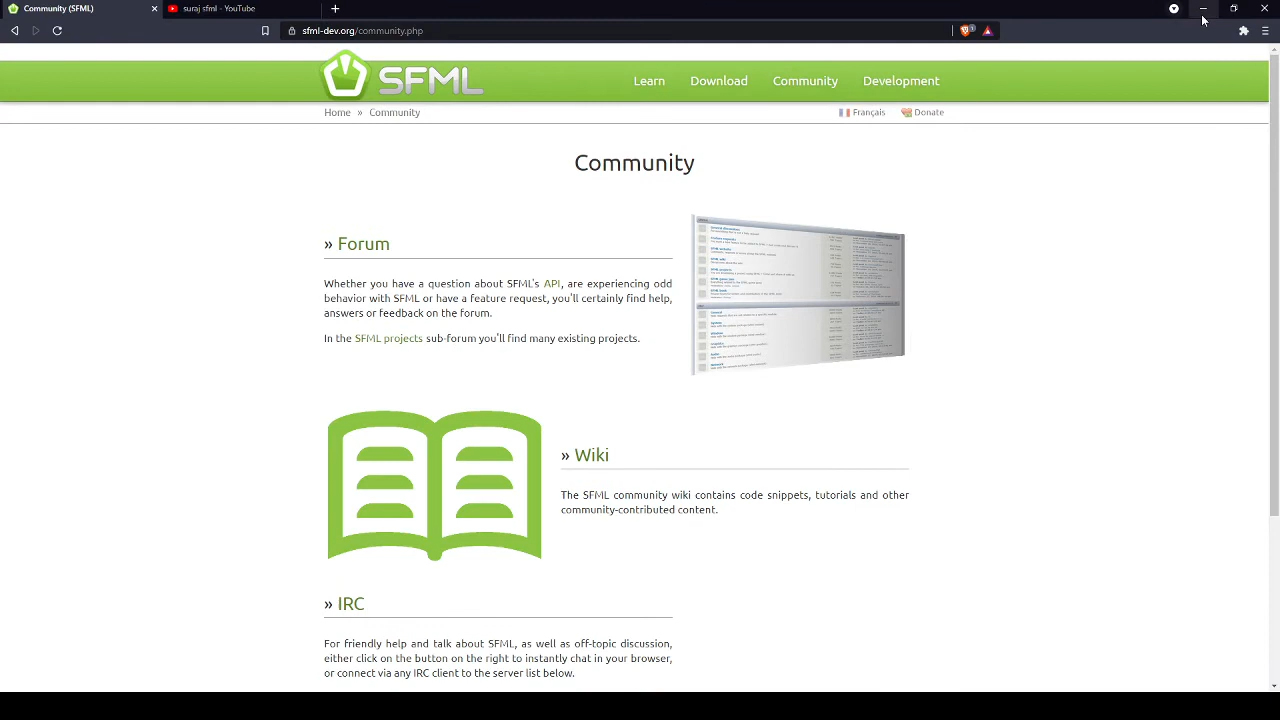 Community (SFML)
suraj sfml - YouTube
sfml-dev.org/community.php
1
SFML
Learn
Download
Community
Development
Home » Community
Français
Donate
Community
» Forum
Whether you have a question about SFML's API, are experiencing odd
behavior with SFML or have a feature request, you'll certainly find help,
answers or feedback on the forum.
In the SFML projects sub-forum you'll find many existing projects.
» Wiki
The SFML community wiki contains code snippets, tutorials and other
community-contributed content.
» IRC
For friendly help and talk about SFML, as well as off-topic discussion,
either click on the button on the right to instantly chat in your browser,
or connect via any IRC client to the server list below.